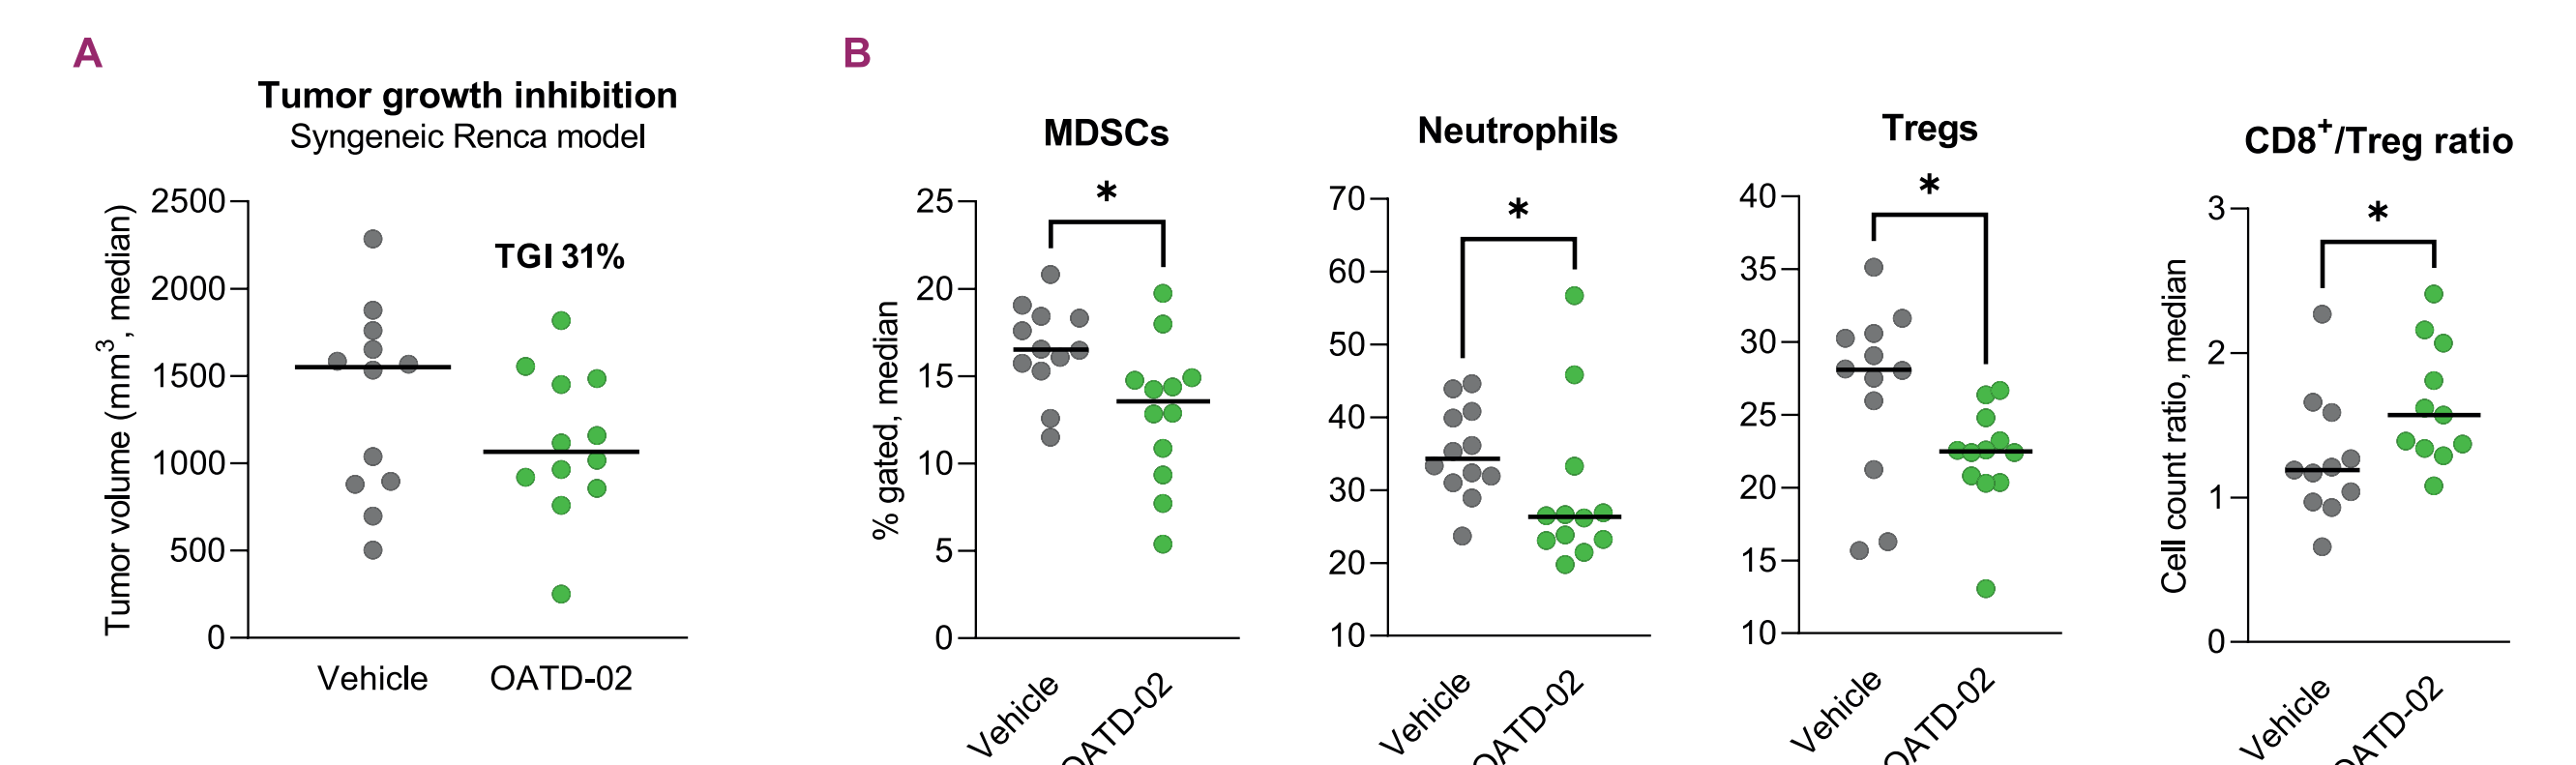 A
Tumor growth inhibition
Syngeneic Renca model
Tumor volume (mm³, median)
2500
2000
1500
1000
500
0
TGI 31%
Vehicle
OATD-02
B
MDSCs
% gated, median
25
20
15
10
5
0
*
Vehicle
OATD-02
Neutrophils
70
60
50
40
30
20
10
*
Vehicle
OATD-02
Tregs
40
35
30
25
20
15
10
*
Vehicle
OATD-02
CD8⁺/Treg ratio
Cell count ratio, median
3
2
1
0
*
Vehicle
OATD-02